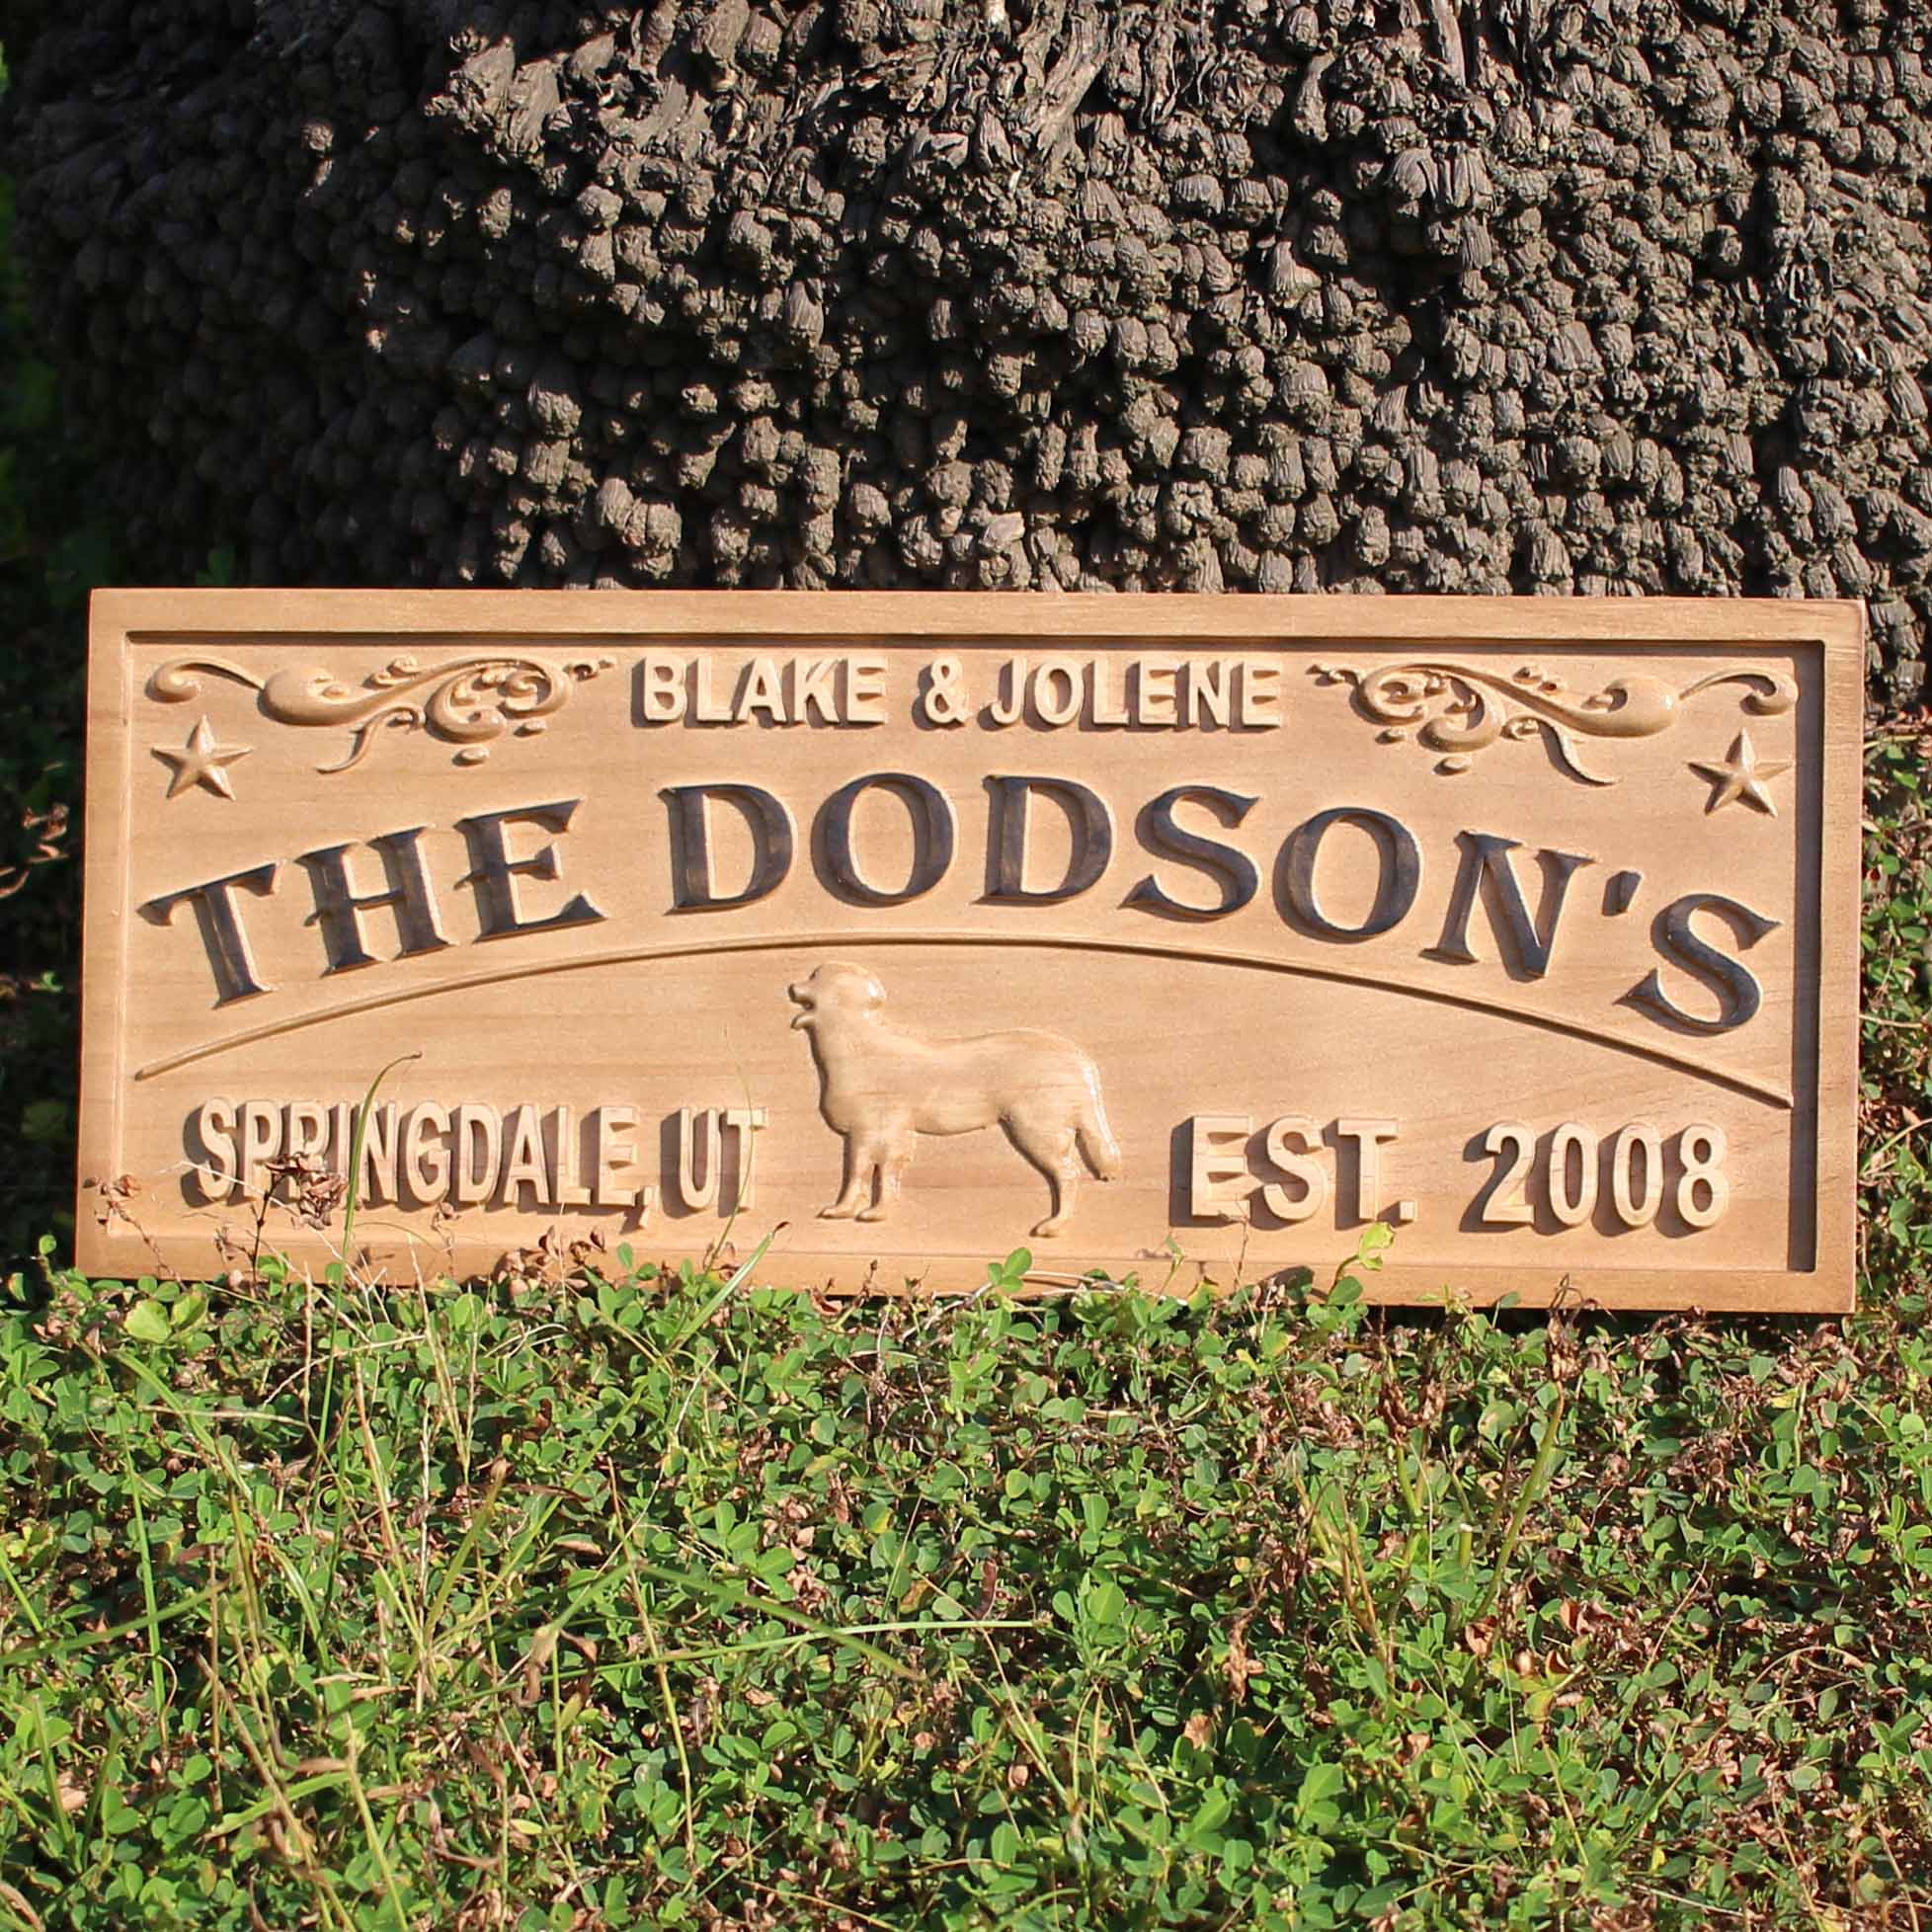 BLAKE & JOLENE
THE DODSON'S
SPRINGDALE, UT EST. 2008